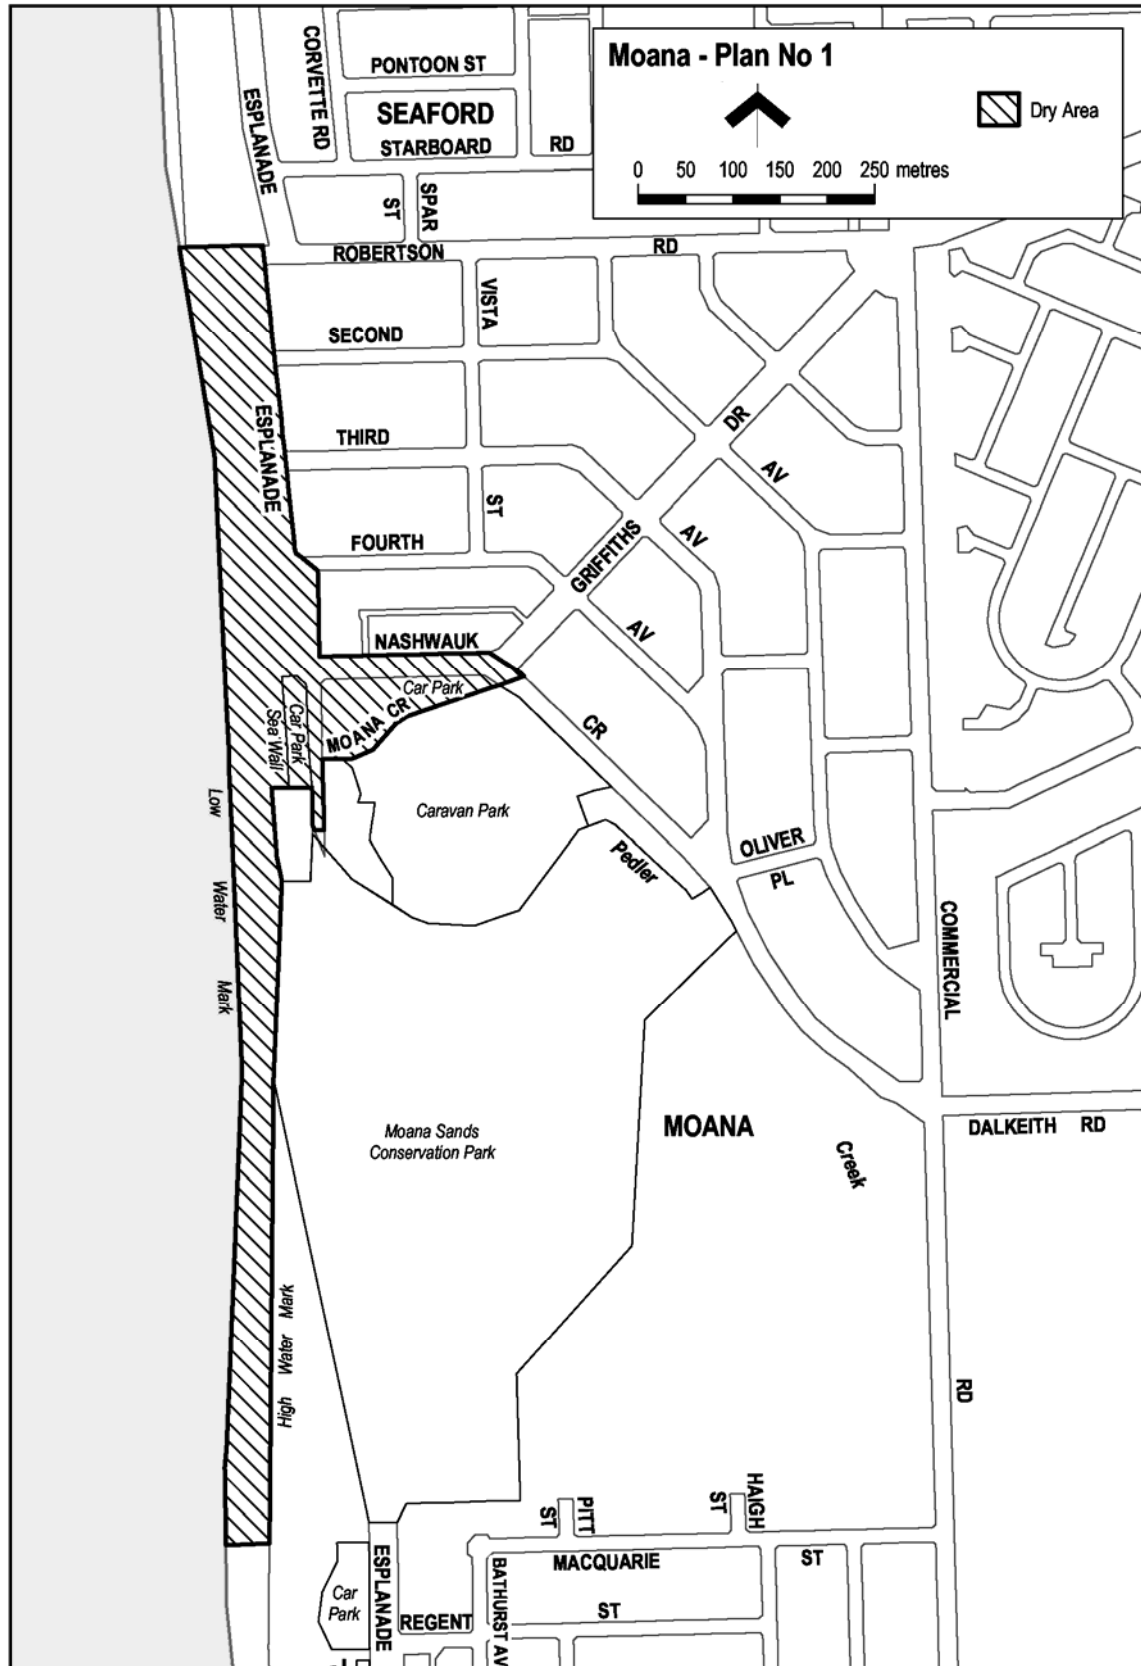 Moana - Plan No 1
Dry Area
0 50 100 150 200 250 metres
CORVETTE RD
PONTOON ST
SEAFORD
STARBOARD RD
ESPLANADE
ST
SPAR
ROBERTSON RD
VISTA
SECOND
ESPLANADE
THIRD
DR
AV
ST
FOURTH
GRIFFITHS
AV
AV
NASHWAUK
Car Park
MOANA CR
Car Park
Sea Wall
CR
Low
Water
Mark
Caravan Park
Pedler
OLIVER
PL
COMMERCIAL
Moana Sands
Conservation Park
MOANA
Creek
DALKEITH RD
High Water Mark
RD
ST
PITT
ST
HAIGH
MACQUARIE
ST
ESPLANADE
Car
Park
BATHURST AV
REGENT
ST